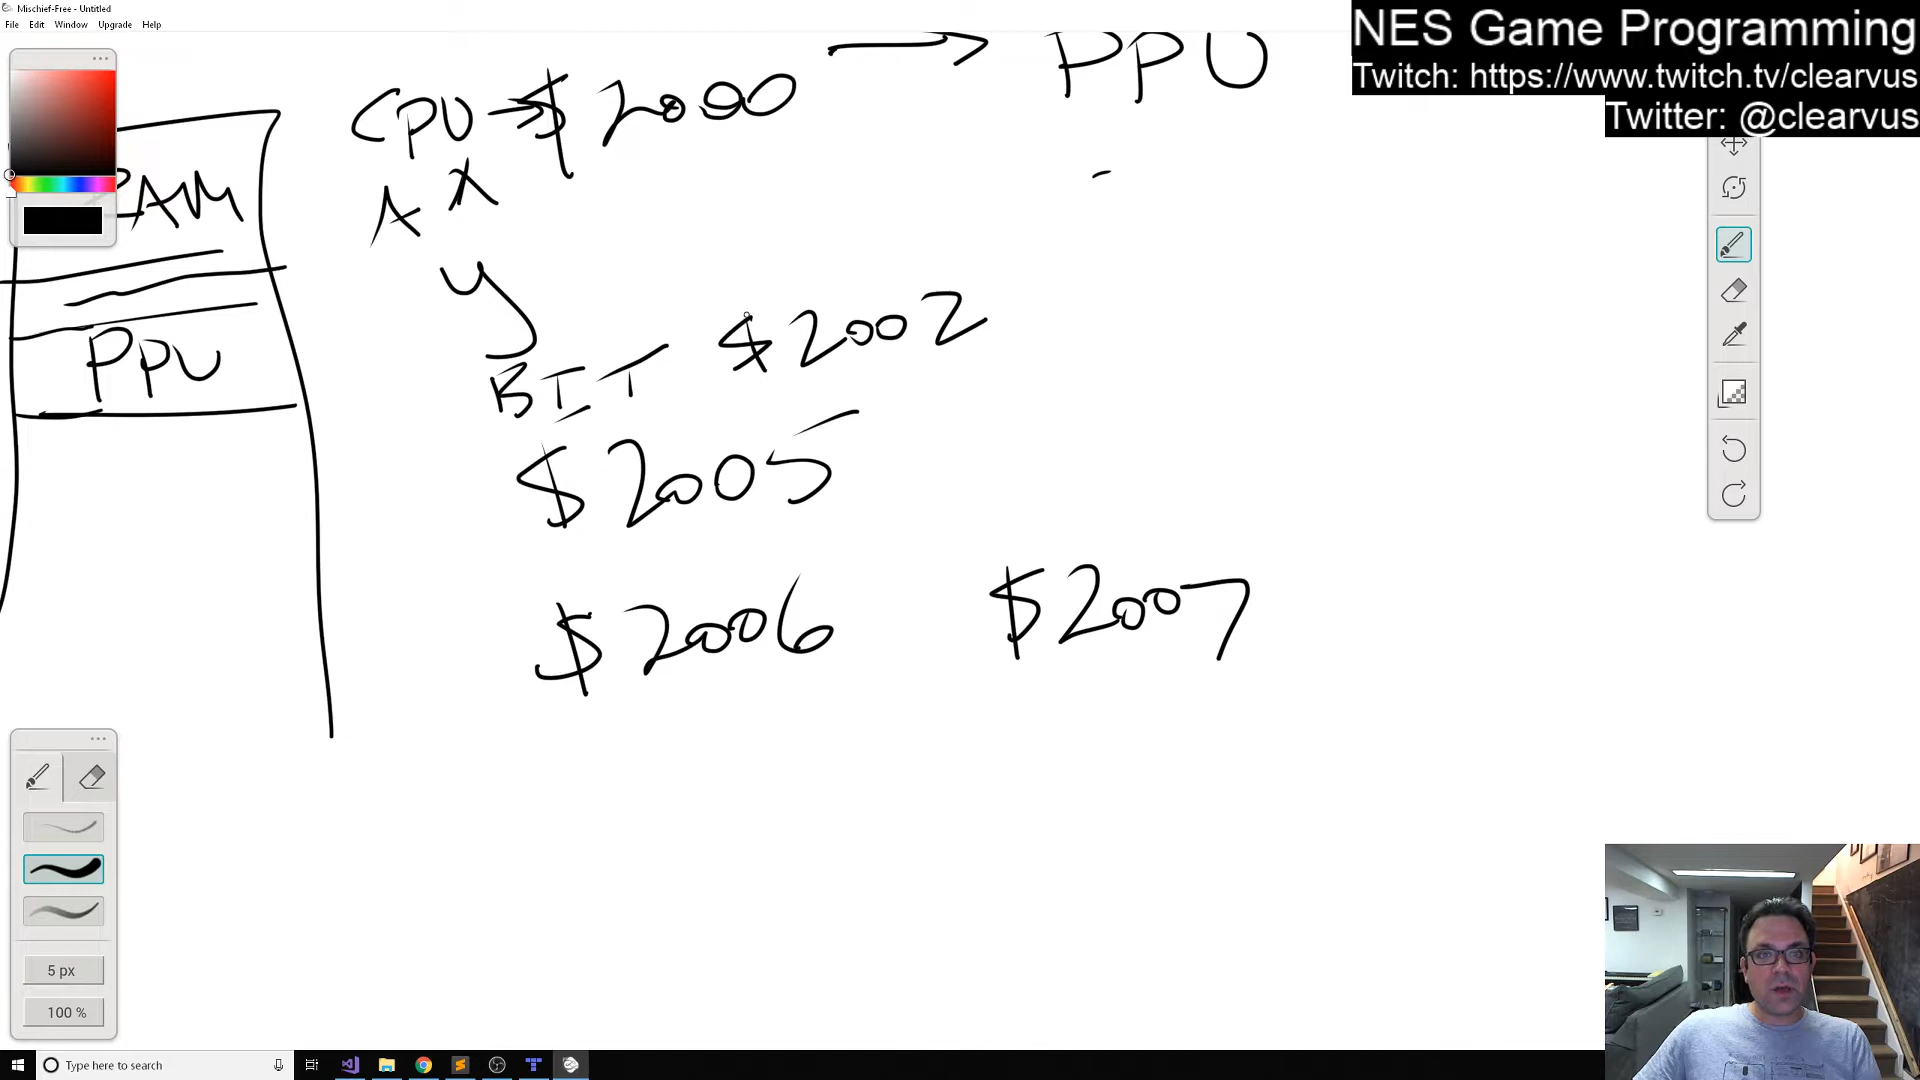 Mischief-Free - Untitled
File Edit Window Upgrade Help
NES Game Programming
Twitch: https://www.twitch.tv/clearvus
Twitter: @clearvus
PPU
CPU → $2000
A X
Y
RAM
PPU
BIT $2002
$2005
$2006 $2007
5 px
100 %
Type here to search